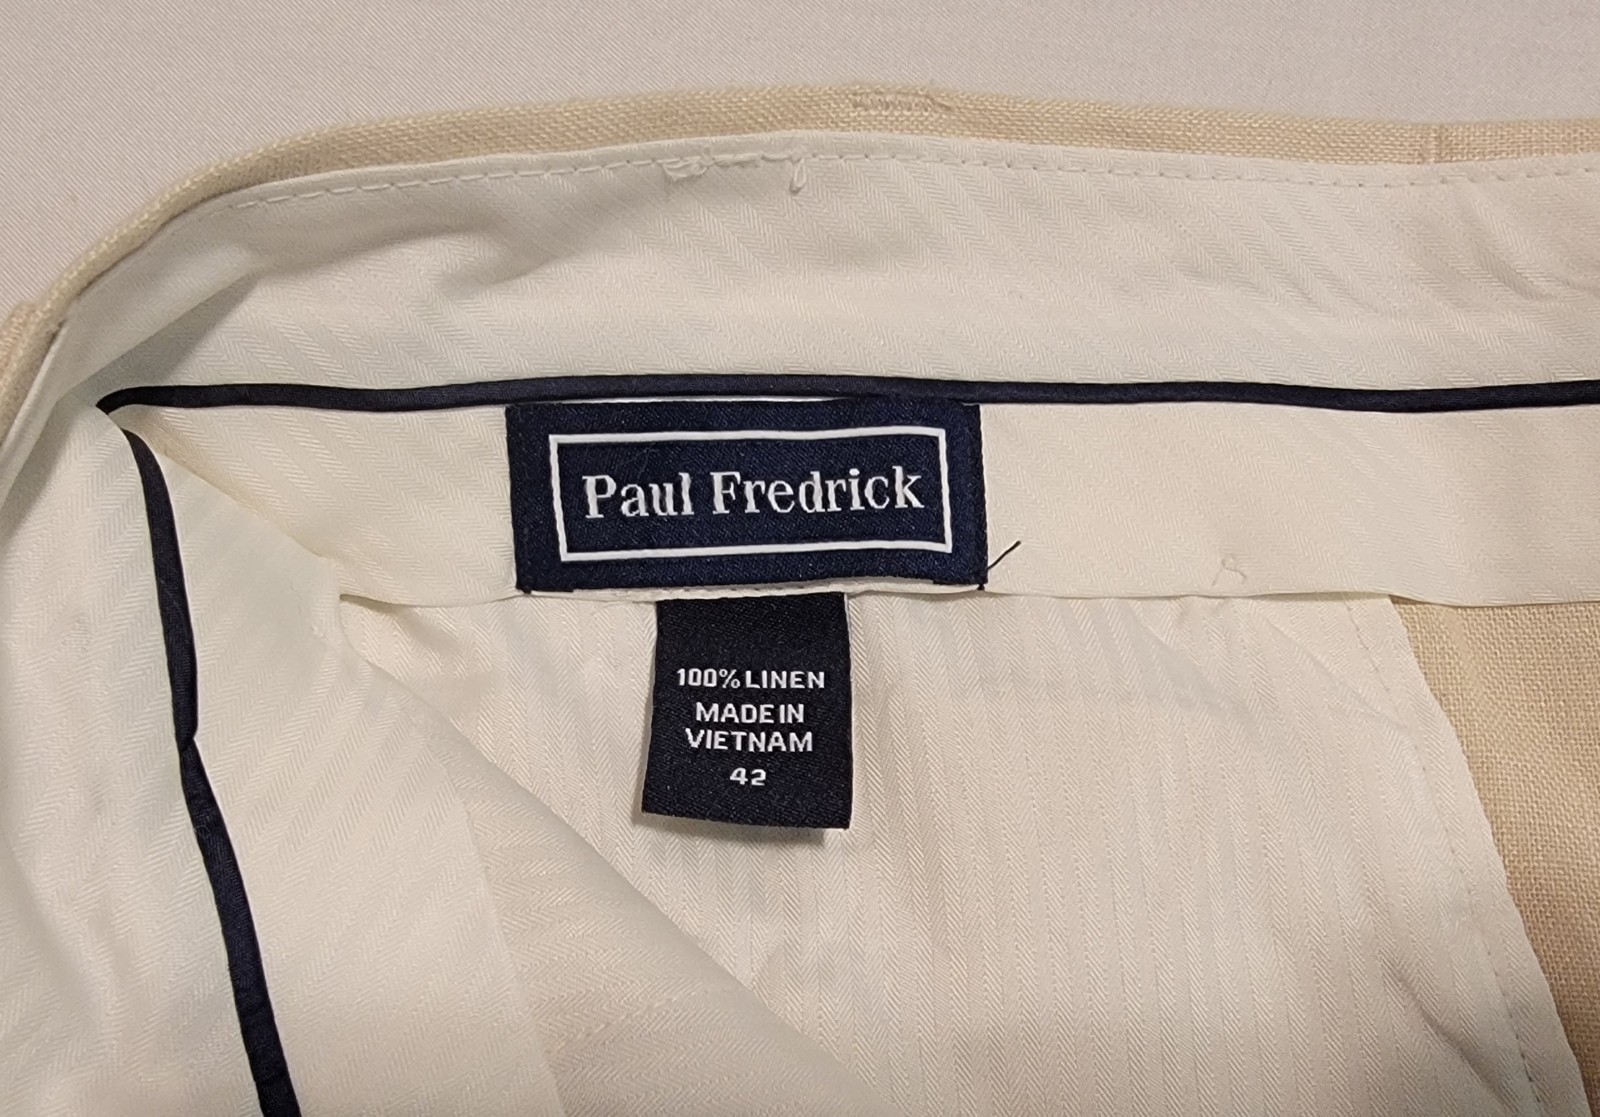 Paul Fredrick
100% LINEN
MADE IN
VIETNAM
42